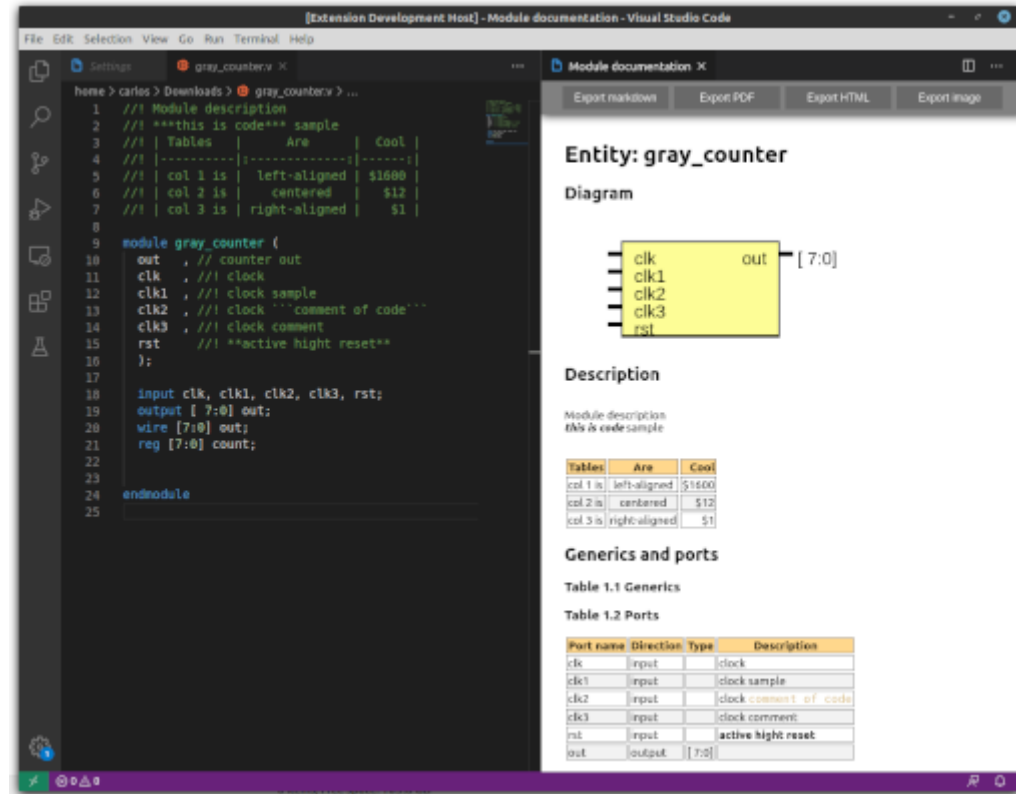 [Extension Development Host] - Module documentation - Visual Studio Code
File Edit Selection View Go Run Terminal Help
Settings
gray_counter.v
home > carlos > Downloads > gray_counter.v > ...
1 //! Module description
2 //! ***this is code*** sample
3 //! | Tables | Are | Cool |
4 //! |----------|:-------------:|------:|
5 //! | col 1 is | left-aligned | $1600 |
6 //! | col 2 is | centered | $12 |
7 //! | col 3 is | right-aligned | $1 |
8
9 module gray_counter (
10 out , // counter out
11 clk , //! clock
12 clk1 , //! clock sample
13 clk2 , //! clock ```comment of code```
14 clk3 , //! clock comment
15 rst //! **active hight reset**
16 );
17
18 input clk, clk1, clk2, clk3, rst;
19 output [ 7:0] out;
20 wire [7:0] out;
21 reg [7:0] count;
22
23
24 endmodule
25
Module documentation
Export markdown Export PDF Export HTML Export image
Entity: gray_counter
Diagram
clk out [ 7:0]
clk1
clk2
clk3
rst
Description
Module description
this is code sample
Tables Are Cool
col 1 is left-aligned $1600
col 2 is centered $12
col 3 is right-aligned $1
Generics and ports
Table 1.1 Generics
Table 1.2 Ports
Port name Direction Type Description
clk input clock
clk1 input clock sample
clk2 input clock comment of code
clk3 input clock comment
rst input active hight reset
out output [ 7:0]
1
0 0